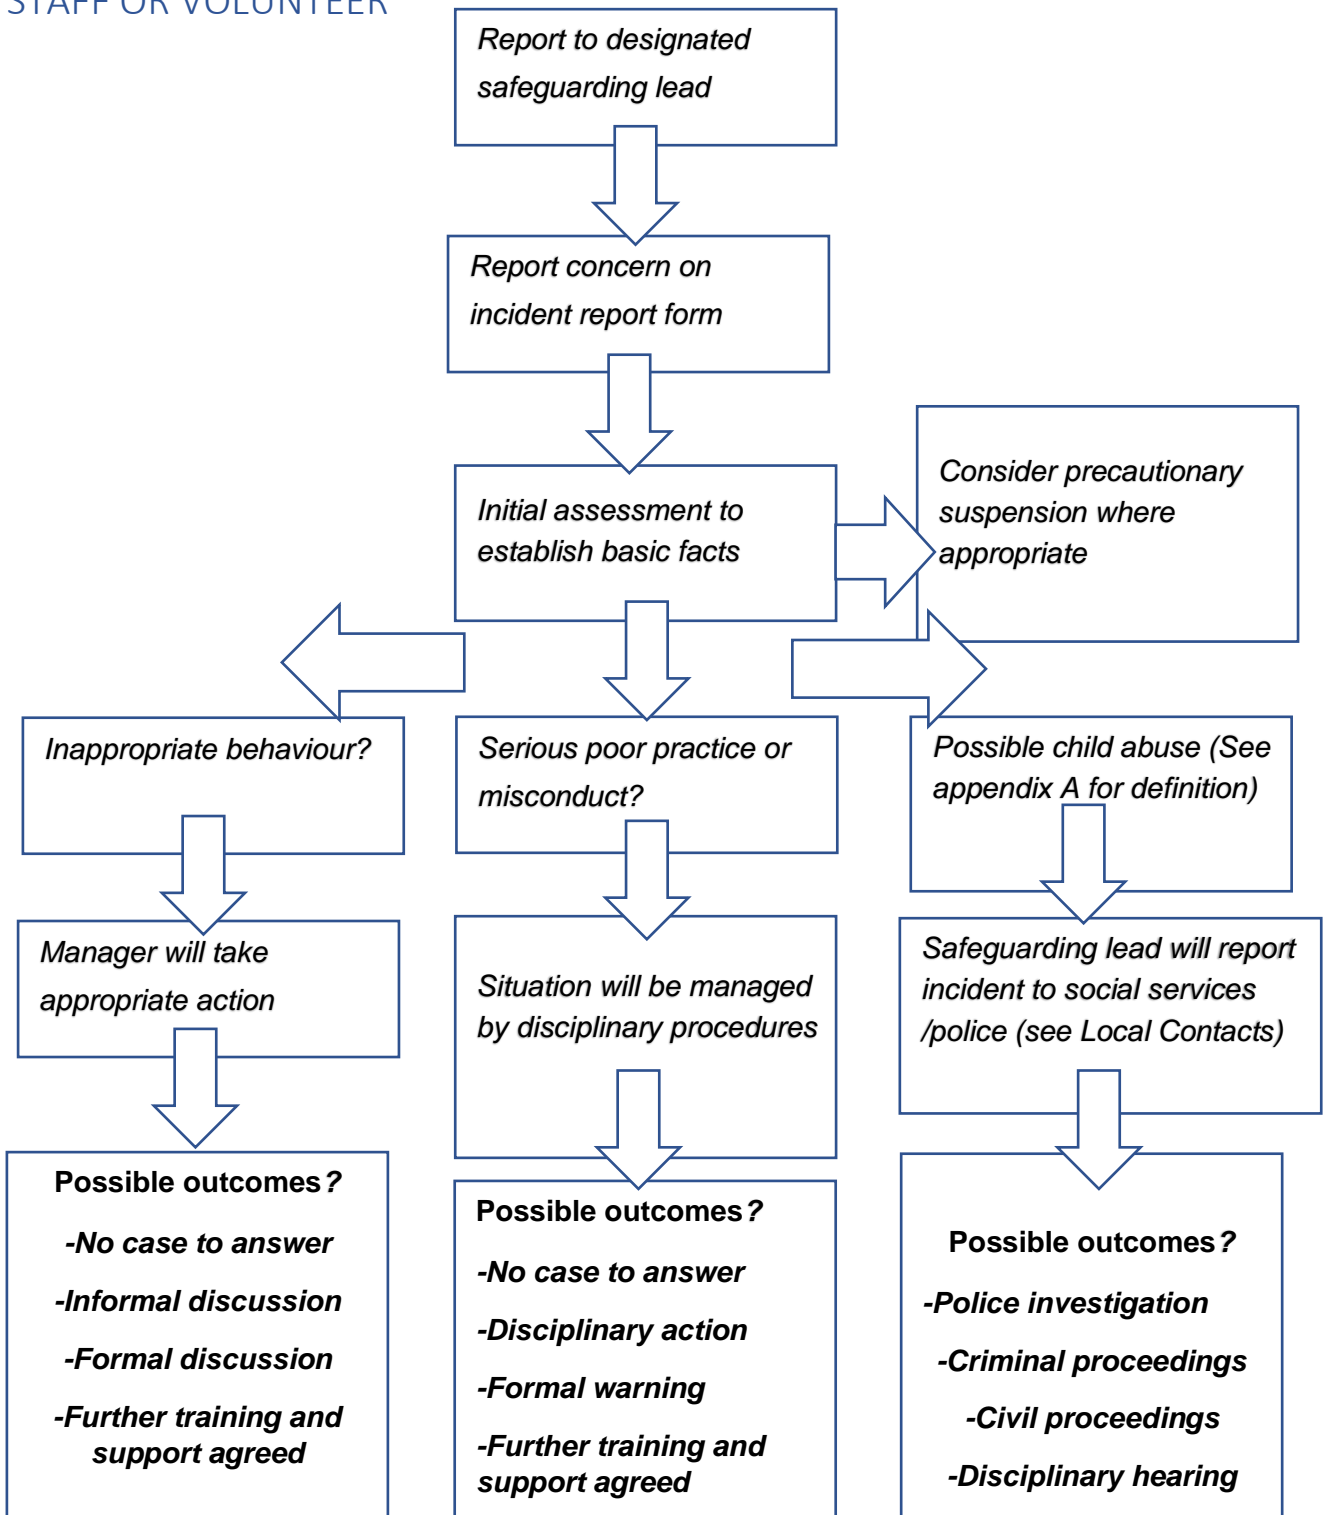 STAFF OR VOLUNTEER
Report to designated
safeguarding lead
Report concern on
incident report form
Initial assessment to
establish basic facts
Consider precautionary
suspension where
appropriate
Inappropriate behaviour?
Serious poor practice or
misconduct?
Possible child abuse (See
appendix A for definition)
Manager will take
appropriate action
Situation will be managed
by disciplinary procedures
Safeguarding lead will report
incident to social services
/police (see Local Contacts)
Possible outcomes?
-No case to answer
-Informal discussion
-Formal discussion
-Further training and
support agreed
Possible outcomes?
-No case to answer
-Disciplinary action
-Formal warning
-Further training and
support agreed
Possible outcomes?
-Police investigation
-Criminal proceedings
-Civil proceedings
-Disciplinary hearing